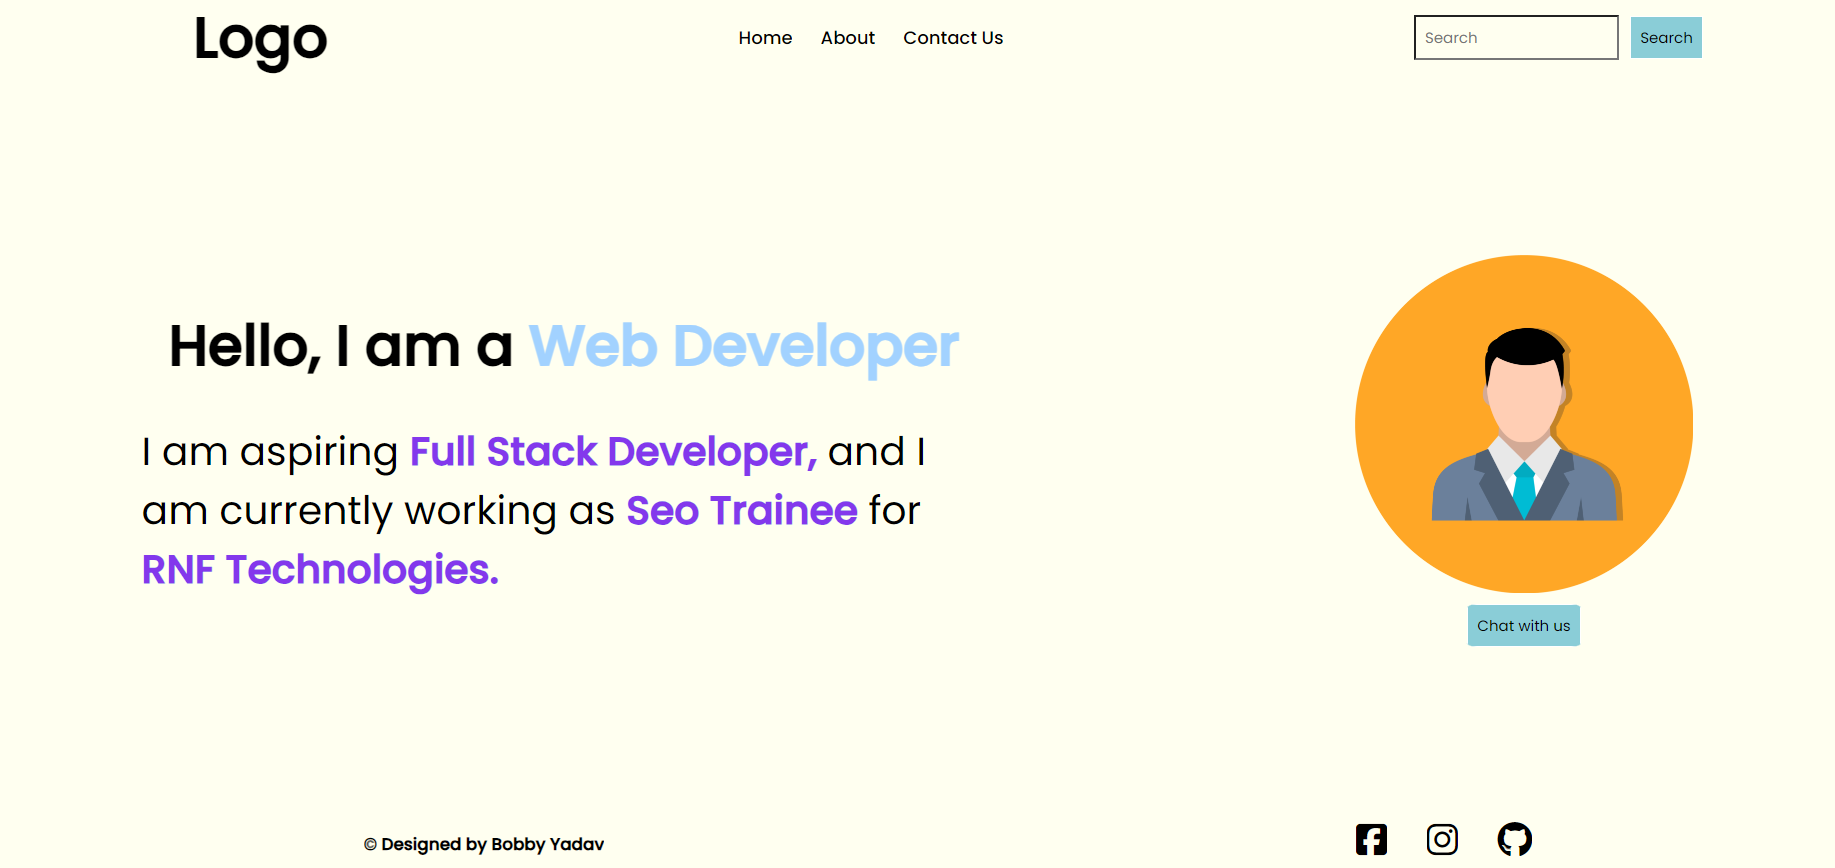 Logo
Home About Contact Us
Search Search
Hello, I am a Web Developer
I am aspiring Full Stack Developer, and I
am currently working as Seo Trainee for
RNF Technologies.
Chat with us
© Designed by Bobby Yadav